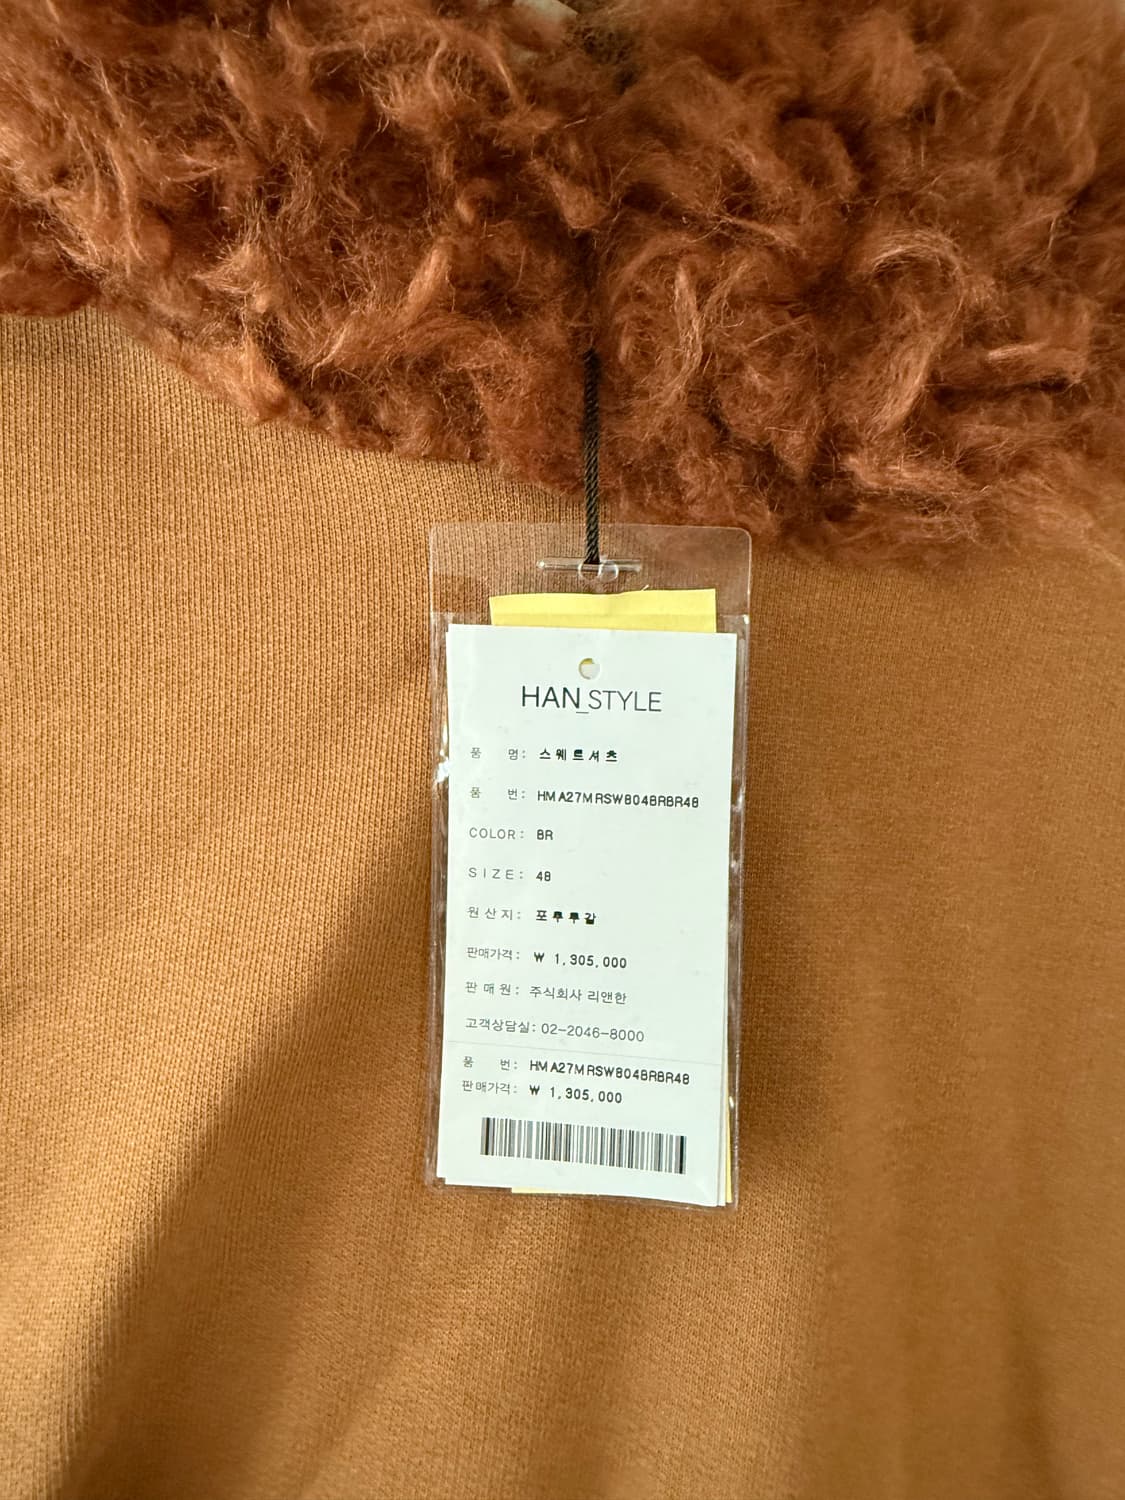 HAN_STYLE
품 명: 스웨트셔츠
품 번: HMA27MRSW804BRBR48
COLOR: BR
SIZE: 48
원산지: 포루투갈
판매가격: ₩ 1,305,000
판매원: 주식회사 리앤한
고객상담실: 02-2046-8000
품 번: HMA27MRSW804BRBR48
판매가격: ₩ 1,305,000